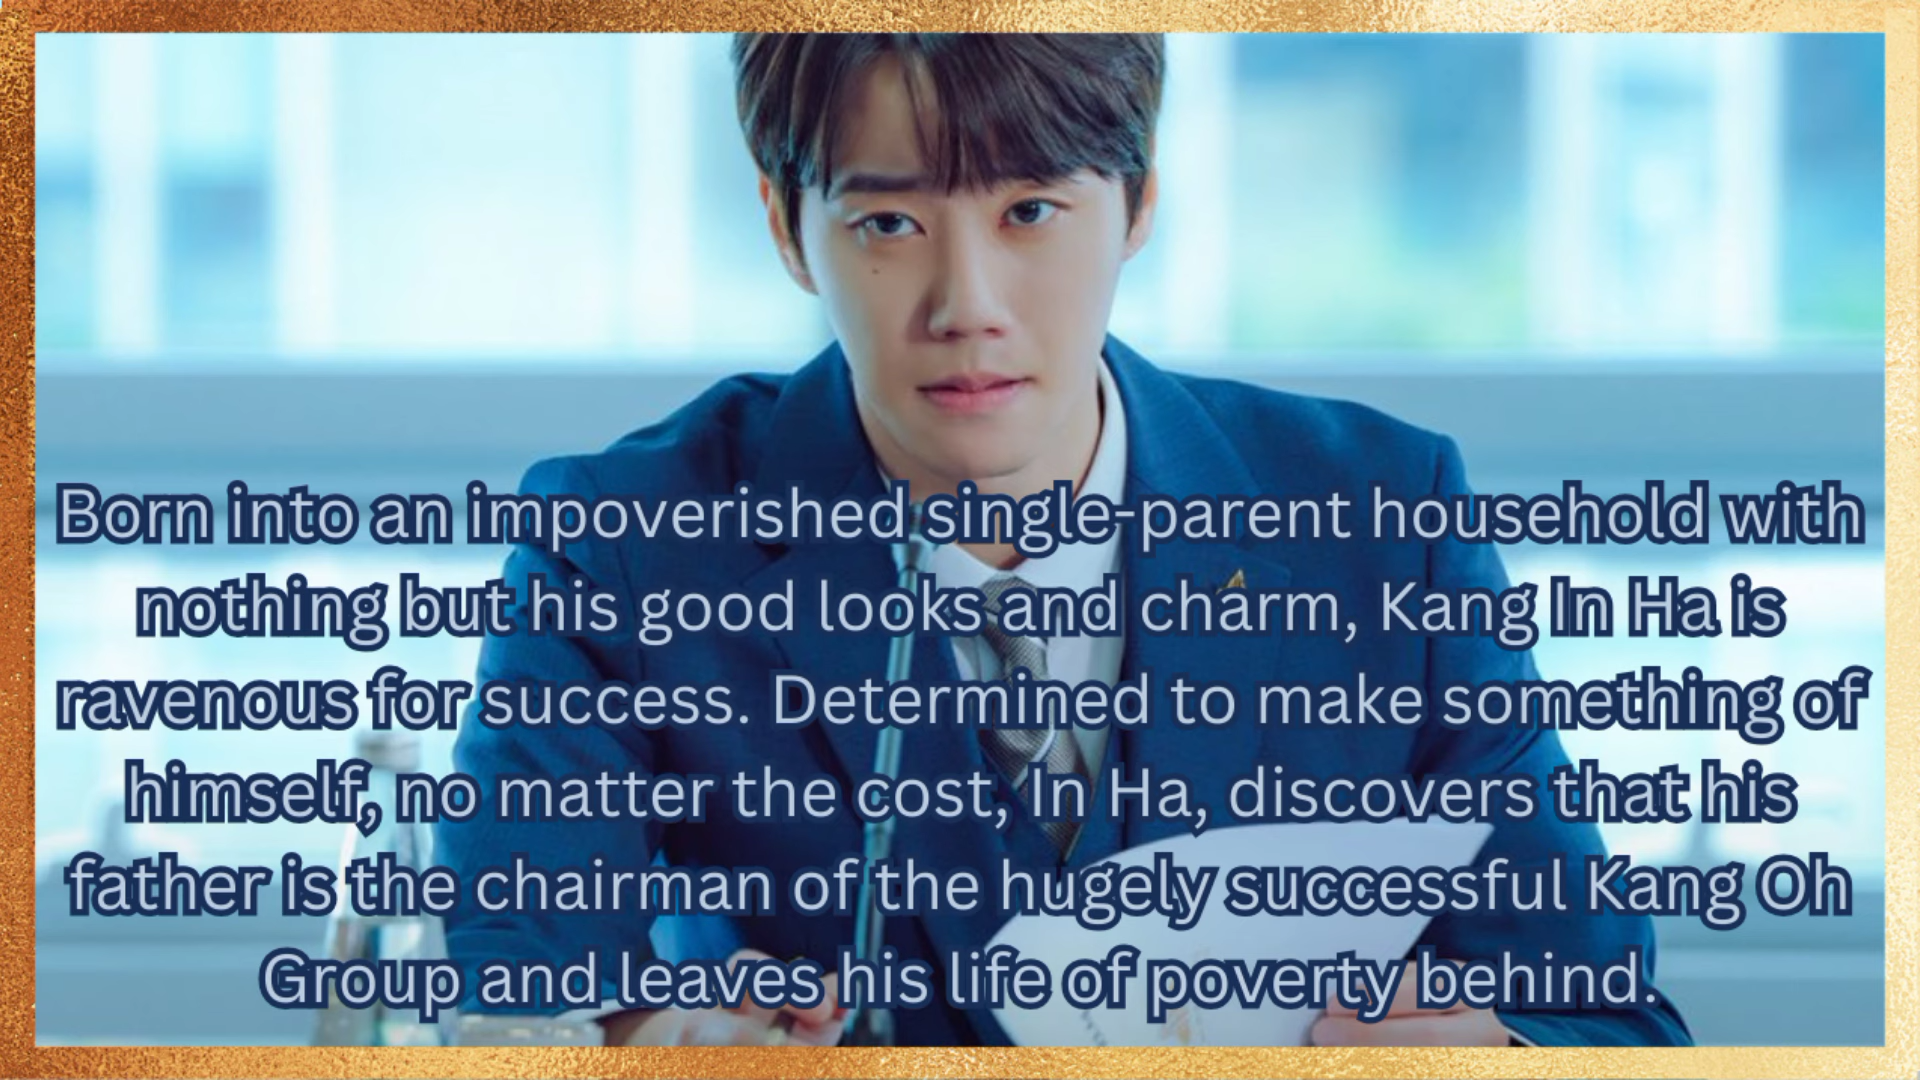 Born into an impoverished single-parent household with
nothing but his good looks and charm, Kang In Ha is
ravenous for success. Determined to make something of
himself, no matter the cost, In Ha, discovers that his
father is the chairman of the hugely successful Kang Oh
Group and leaves his life of poverty behind.